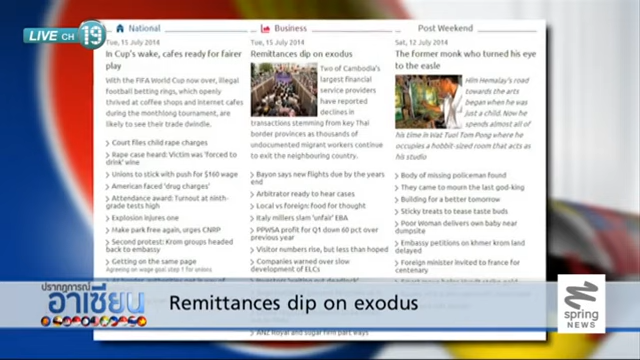 LIVE CH 19
National
Tue, 15 July 2014
In Cup's wake, cafes ready for fairer
play
With the FIFA World Cup now over, illegal
football betting rings, which openly
thrived at coffee shops and internet cafes
during the monthlong tournament, are
likely to see their trade dwindle.
Court files child rape charges
Rape case heard: Victim was 'forced to
drink' wine
Unions to stick with push for $160 wage
American faced 'drug charges'
Attendance award: Turnout at ninth-
grade tests high
Explosion injures one
Make park free again, urges CNRP
Second protest: Krom groups headed
back to embassy
Getting on the same page
Agreeing on wage goal step 1 for unions
Business
Tue, 15 July 2014
Remittances dip on exodus
Two of Cambodia's
largest financial
service providers
have reported
declines in
transactions stemming from key Thai
border provinces as thousands of
undocumented migrant workers continue
to exit the neighbouring country.
Bayon says new flights due by the years
end
Arbitrator ready to hear cases
Local vs foreign food for thought
Italy millers slam 'unfair' EBA
PPWSA profit for Q1 down 60 pct over
previous year
Visitor numbers rise, but less than hoped
Companies warned over slow
development of ELCs
ANZ Royal and sugar firm part ways
Post Weekend
Sat, 12 July 2014
The former monk who turned his eye
to the easle
Him Hemalay's road
towards the arts
began when he was
just a child. Now he
spends almost all of
his time in Wat Tuol Tom Pong where he
occupies a hobbit-sized room that acts as
his studio
Body of missing policeman found
They came to mourn the last god-king
Building for a better tomorrow
Sticky treats to tease taste buds
Poor Woman delivers own baby near
dumpsite
Embassy petitions on khmer krom land
delayed
Foreign minister invited to france for
centenary
ปรากฏการณ์
อาเซียน
Remittances dip on exodus
spring
NEWS